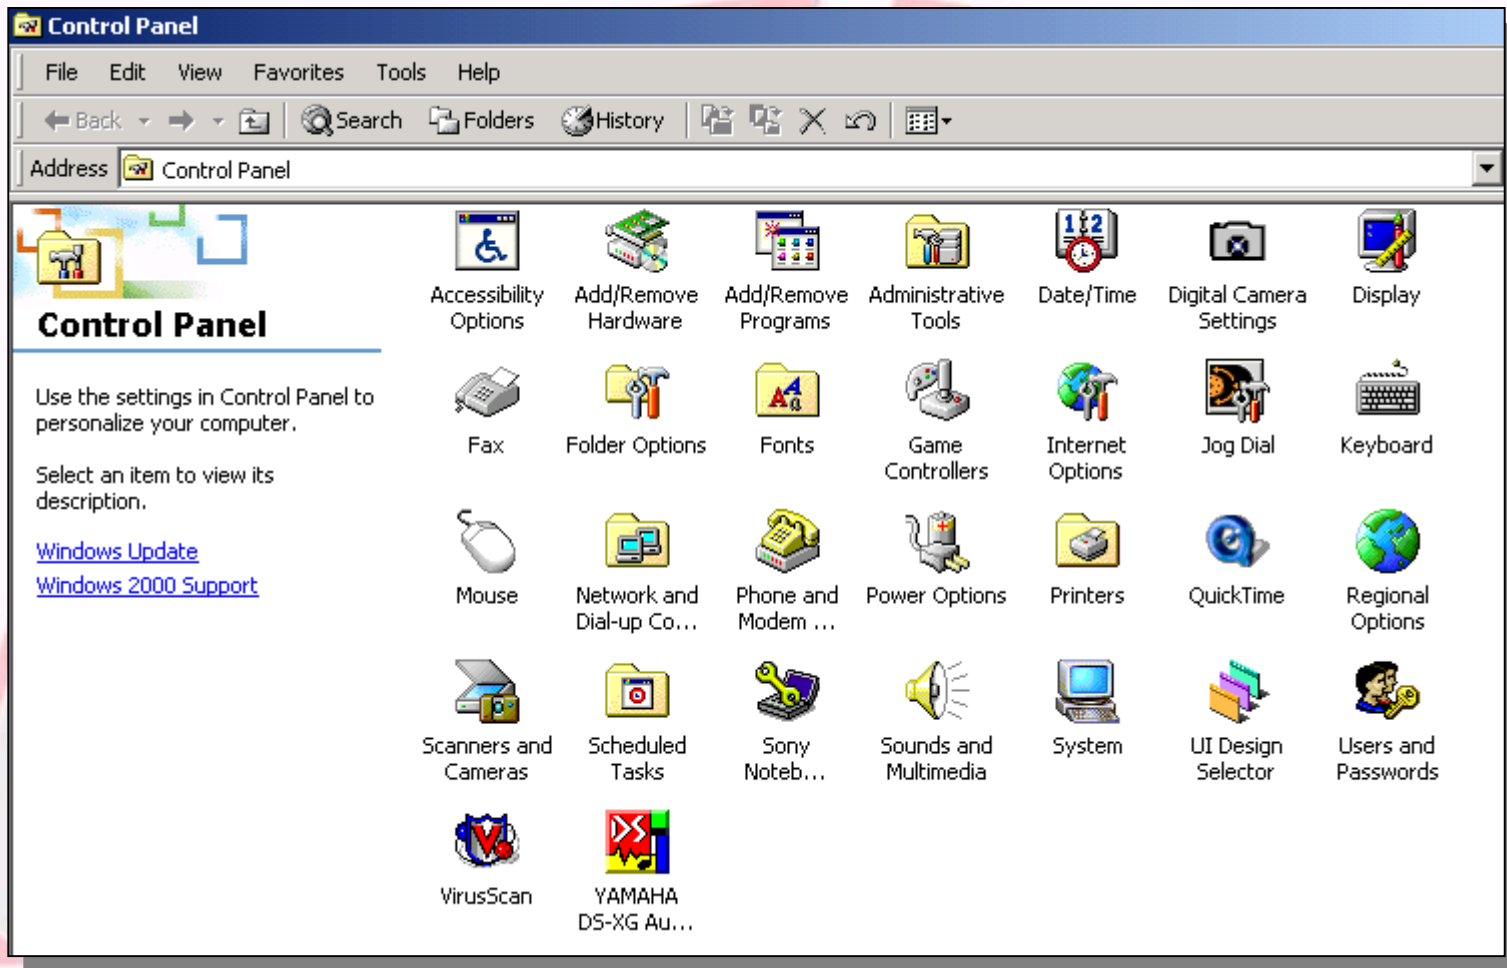 Control Panel
File Edit View Favorites Tools Help
Back Search Folders History
Address Control Panel
Control Panel
Use the settings in Control Panel to
personalize your computer.
Select an item to view its
description.
Windows Update
Windows 2000 Support
Accessibility
Options
Add/Remove
Hardware
Add/Remove
Programs
Administrative
Tools
Date/Time
Digital Camera
Settings
Display
Fax
Folder Options
Fonts
Game
Controllers
Internet
Options
Jog Dial
Keyboard
Mouse
Network and
Dial-up Co...
Phone and
Modem ...
Power Options
Printers
QuickTime
Regional
Options
Scanners and
Cameras
Scheduled
Tasks
Sony
Noteb...
Sounds and
Multimedia
System
UI Design
Selector
Users and
Passwords
VirusScan
YAMAHA
DS-XG Au...